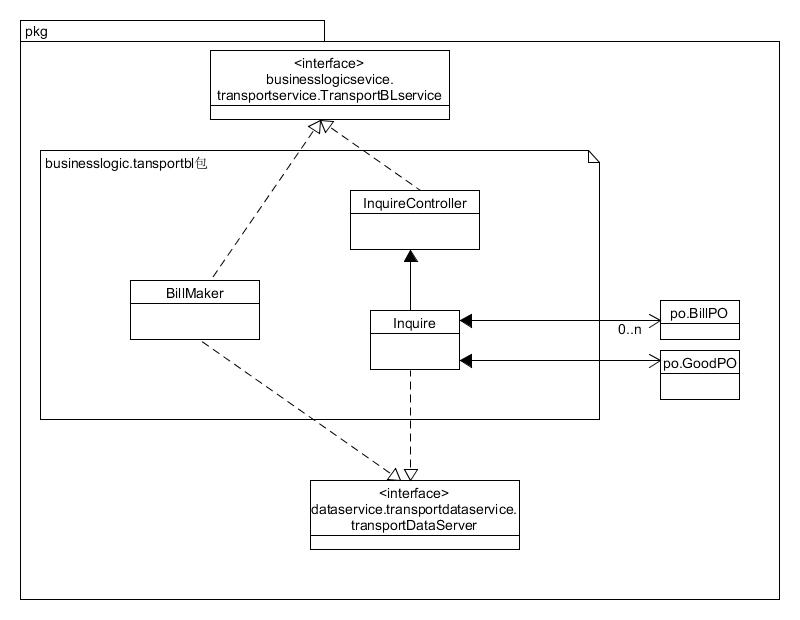 pkg
<interface>
businesslogicsevice.
transportservice.TransportBLservice
businesslogic.tansportbl包
InquireController
BillMaker
Inquire
po.BillPO
0..n
po.GoodPO
<interface>
dataservice.transportdataservice.
transportDataServer